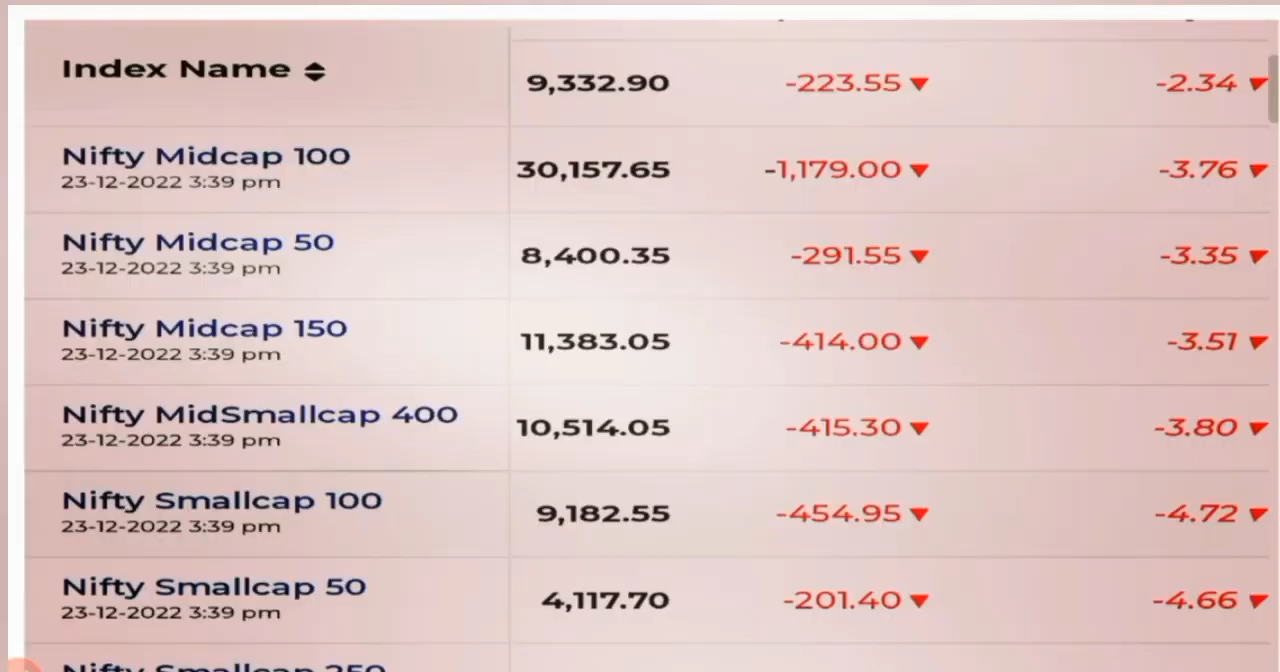 Index Name
9,332.90 -223.55 -2.34
Nifty Midcap 100
23-12-2022 3:39 pm
30,157.65 -1,179.00 -3.76
Nifty Midcap 50
23-12-2022 3:39 pm
8,400.35 -291.55 -3.35
Nifty Midcap 150
23-12-2022 3:39 pm
11,383.05 -414.00 -3.51
Nifty MidSmallcap 400
23-12-2022 3:39 pm
10,514.05 -415.30 -3.80
Nifty Smallcap 100
23-12-2022 3:39 pm
9,182.55 -454.95 -4.72
Nifty Smallcap 50
23-12-2022 3:39 pm
4,117.70 -201.40 -4.66
Nifty Smallcap 250